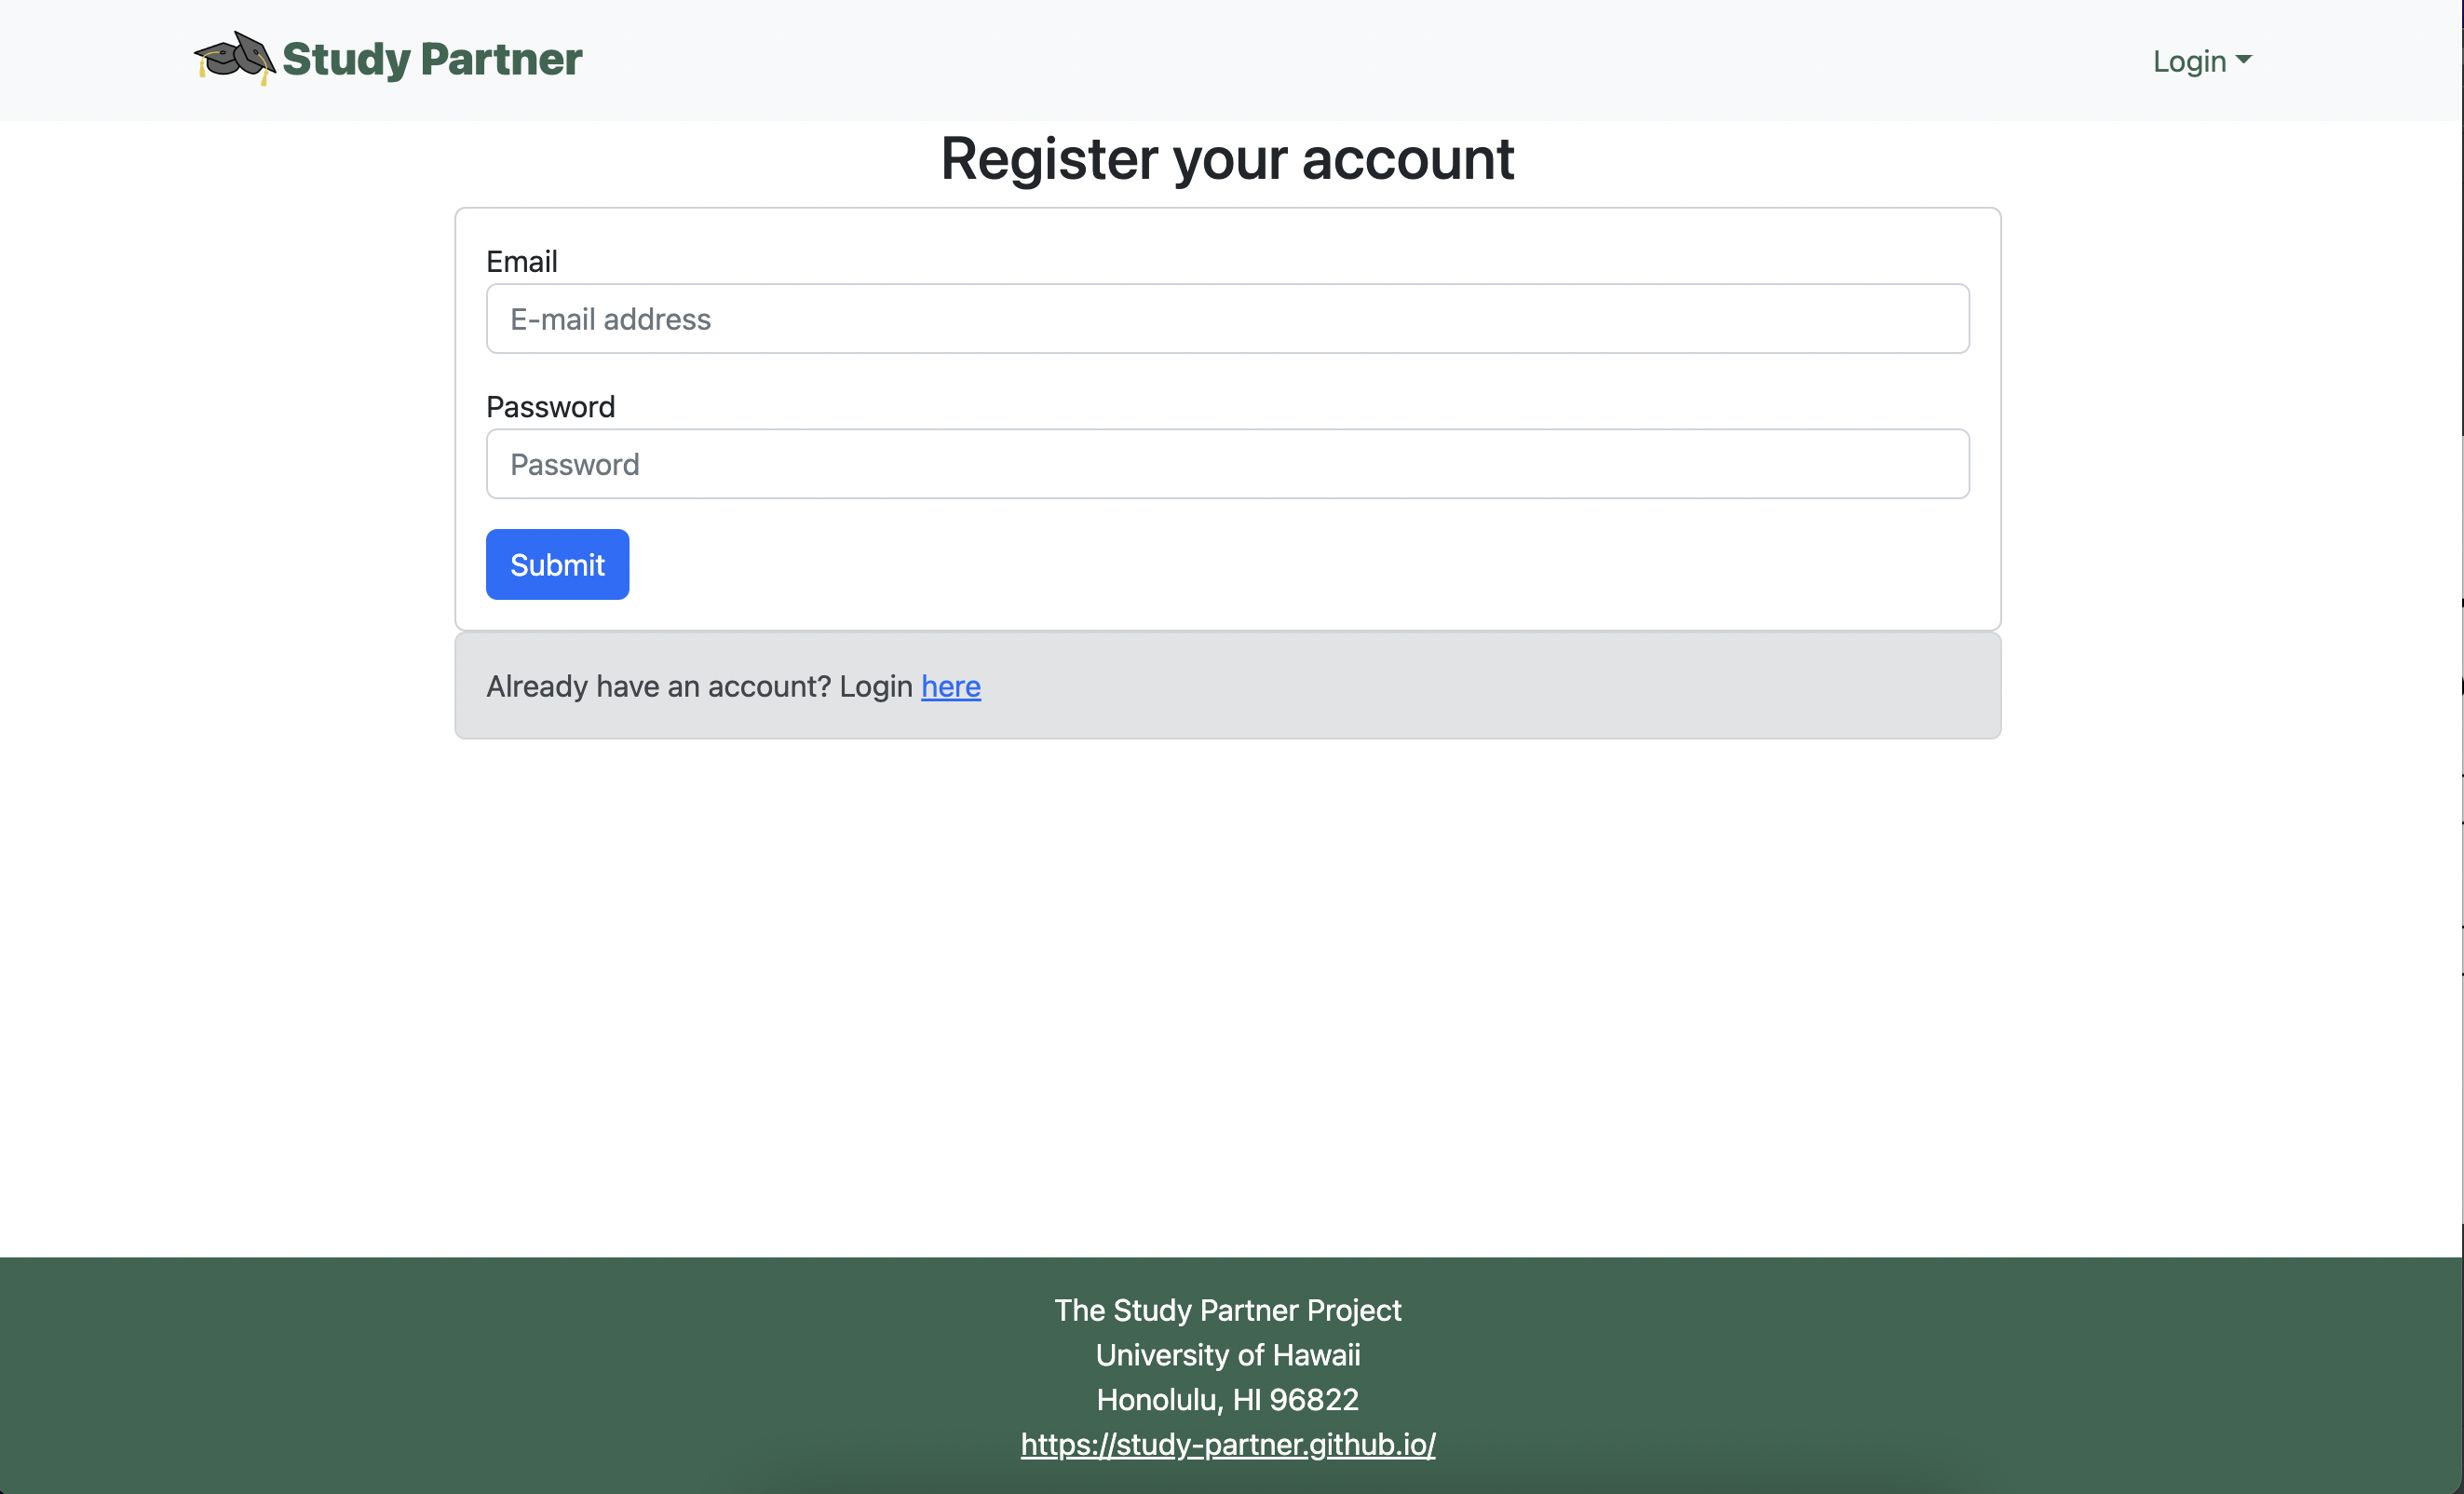 Study Partner
Login
Register your account
Email
E-mail address
Password
Password
Submit
Already have an account? Login here
The Study Partner Project
University of Hawaii
Honolulu, HI 96822
https://study-partner.github.io/